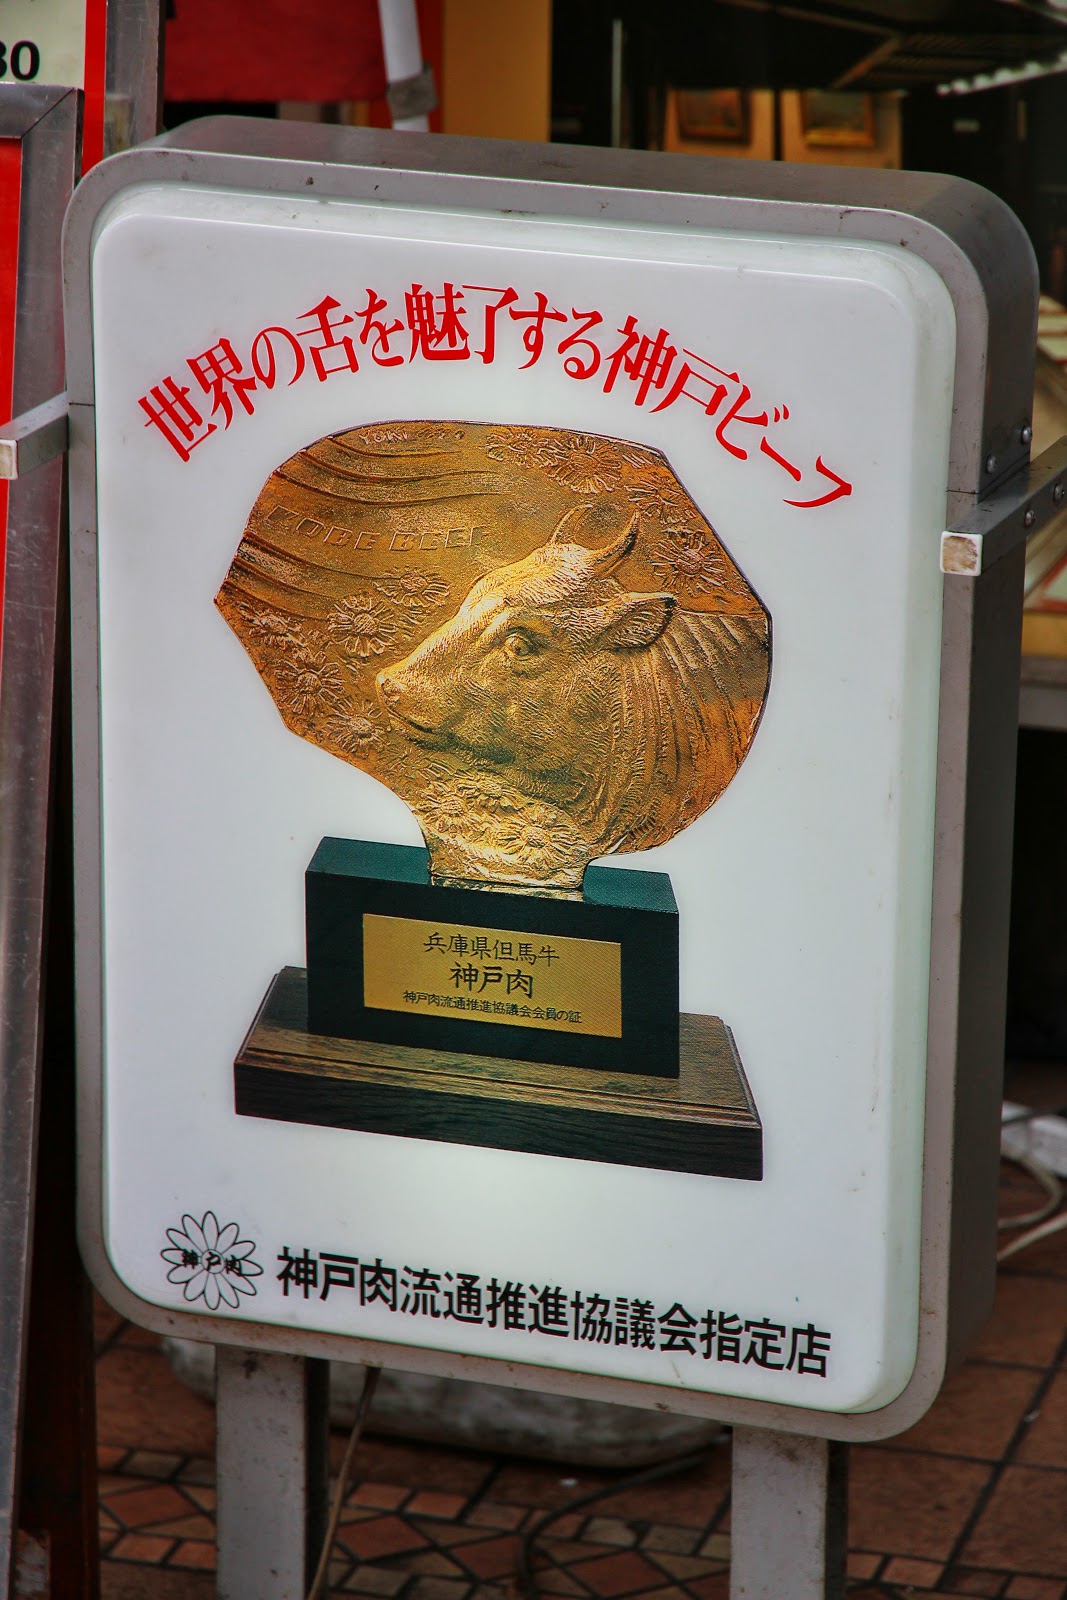 30
世界の舌を魅了する神戸ビーフ
KOBE BEEF
兵庫県但馬牛
神戸肉
神戸肉流通推進協議会会員の証
神戸肉
神戸肉流通推進協議会指定店